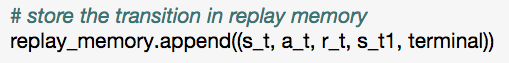 # store the transition in replay memory
replay_memory.append((s_t, a_t, r_t, s_t1, terminal))